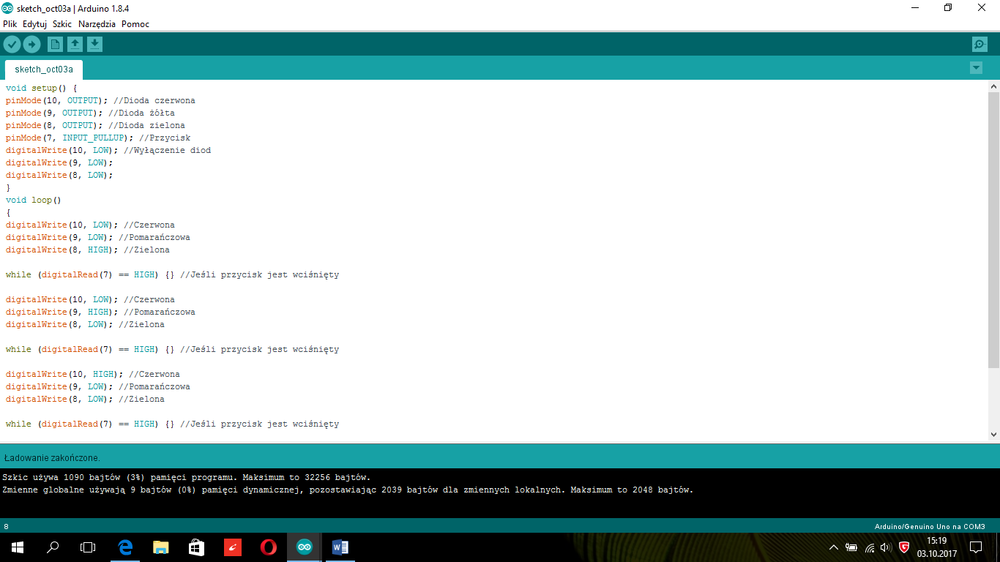 sketch_oct03a | Arduino 1.8.4
Plik Edytuj Szkic Narzędzia Pomoc
sketch_oct03a
void setup() {
pinMode(10, OUTPUT); //Dioda czerwona
pinMode(9, OUTPUT); //Dioda żółta
pinMode(8, OUTPUT); //Dioda zielona
pinMode(7, INPUT_PULLUP); //Przycisk
digitalWrite(10, LOW); //Wyłączenie diod
digitalWrite(9, LOW);
digitalWrite(8, LOW);
}
void loop()
{
digitalWrite(10, LOW); //Czerwona
digitalWrite(9, LOW); //Pomarańczowa
digitalWrite(8, HIGH); //Zielona
while (digitalRead(7) == HIGH) {} //Jeśli przycisk jest wciśnięty
digitalWrite(10, LOW); //Czerwona
digitalWrite(9, HIGH); //Pomarańczowa
digitalWrite(8, LOW); //Zielona
while (digitalRead(7) == HIGH) {} //Jeśli przycisk jest wciśnięty
digitalWrite(10, HIGH); //Czerwona
digitalWrite(9, LOW); //Pomarańczowa
digitalWrite(8, LOW); //Zielona
while (digitalRead(7) == HIGH) {} //Jeśli przycisk jest wciśnięty
Ładowanie zakończone.
Szkic używa 1090 bajtów (3%) pamięci programu. Maksimum to 32256 bajtów.
Zmienne globalne używają 9 bajtów (0%) pamięci dynamicznej, pozostawiając 2039 bajtów dla zmiennych lokalnych. Maksimum to 2048 bajtów.
8
Arduino/Genuino Uno na COM3
15:19
03.10.2017